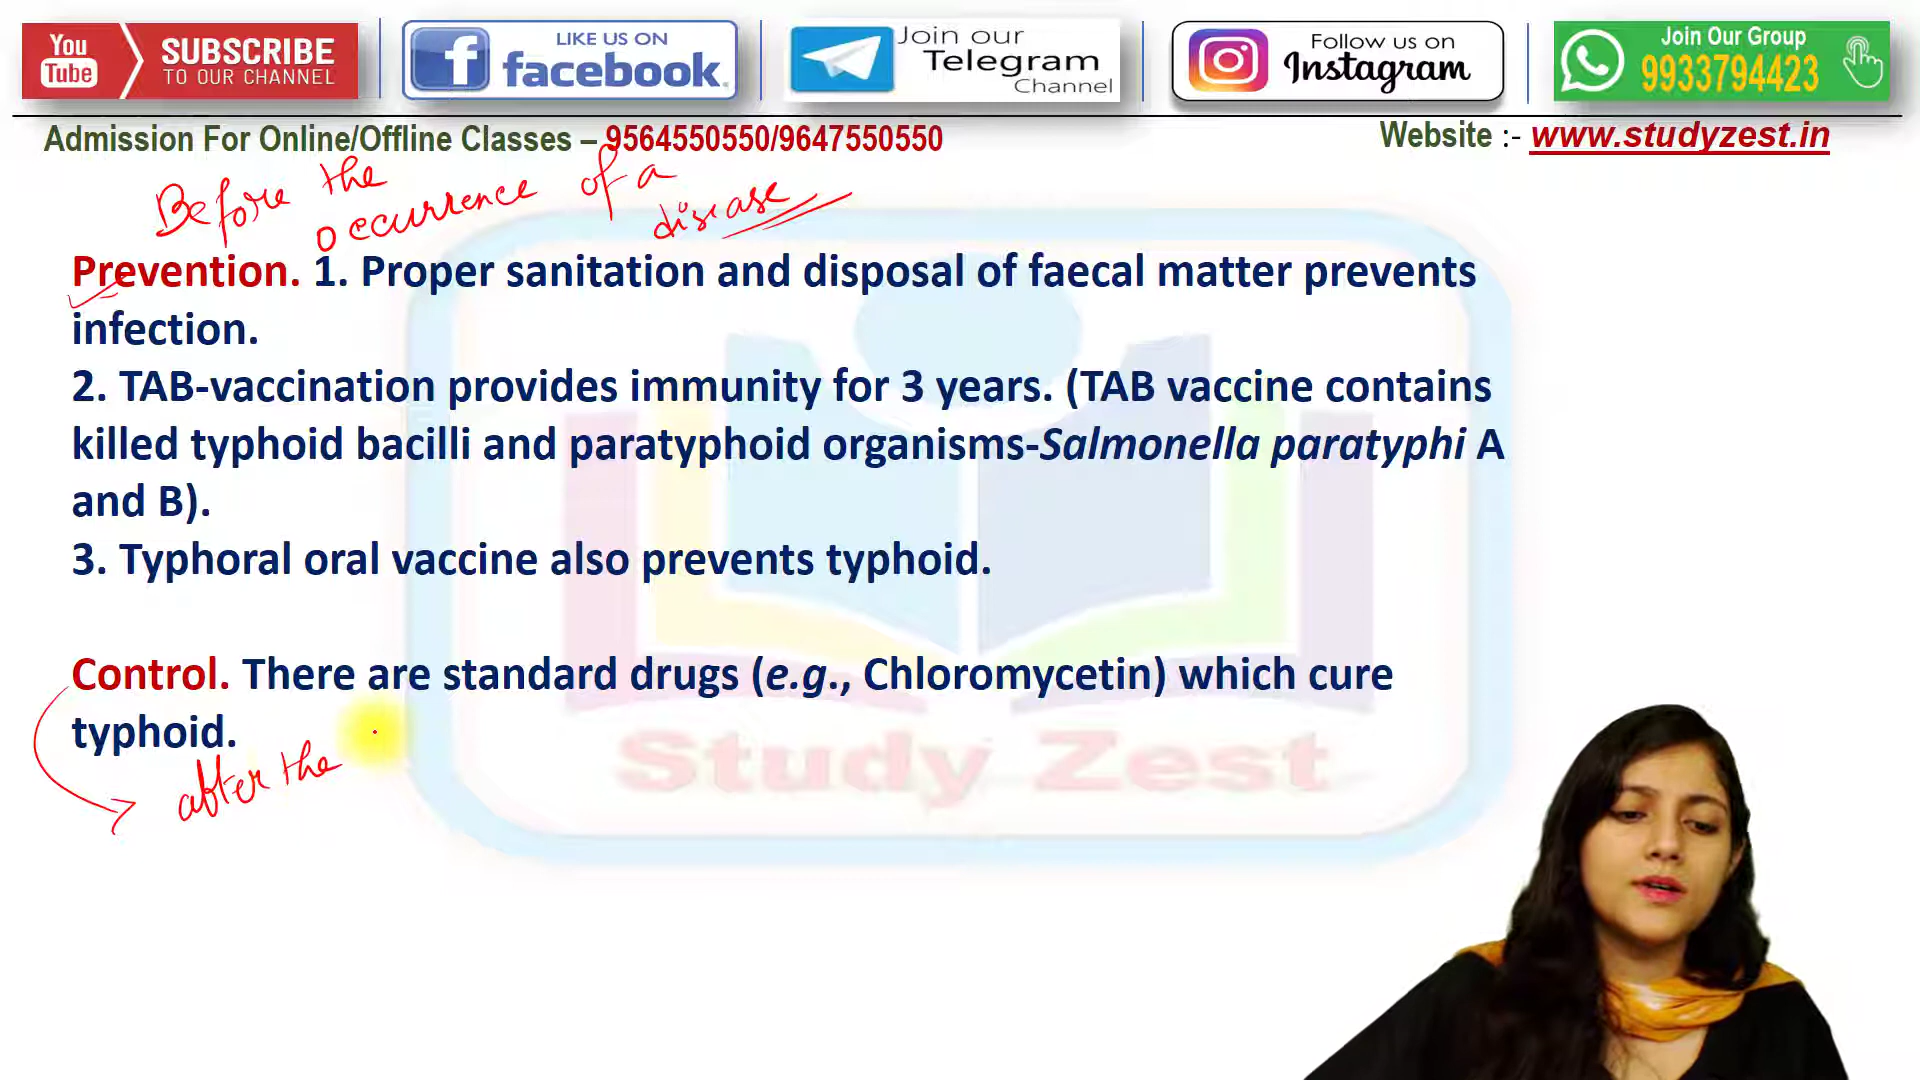 You Tube SUBSCRIBE TO OUR CHANNEL
LIKE US ON facebook.
Join our Telegram Channel
Follow us on Instagram
Join Our Group 9933794423
Admission For Online/Offline Classes – 9564550550/9647550550
Website :- www.studyzest.in
Before the occurrence of a disease
Prevention. 1. Proper sanitation and disposal of faecal matter prevents
infection.
2. TAB-vaccination provides immunity for 3 years. (TAB vaccine contains
killed typhoid bacilli and paratyphoid organisms-Salmonella paratyphi A
and B).
3. Typhoral oral vaccine also prevents typhoid.
Control. There are standard drugs (e.g., Chloromycetin) which cure
typhoid.
after the
Study Zest